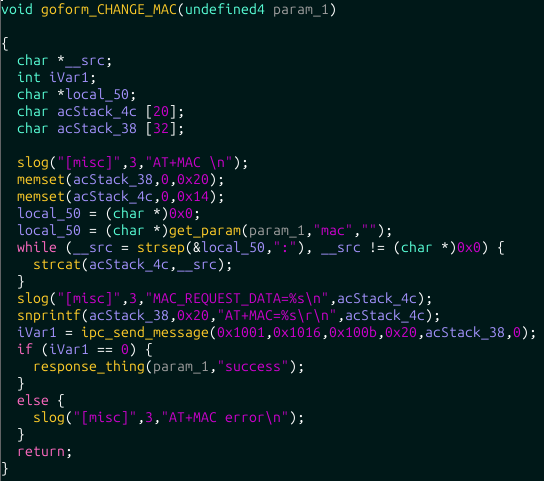 void goform_CHANGE_MAC(undefined4 param_1)
{
char *__src;
int iVar1;
char *local_50;
char acStack_4c [20];
char acStack_38 [32];
slog("[misc]",3,"AT+MAC \n");
memset(acStack_38,0,0x20);
memset(acStack_4c,0,0x14);
local_50 = (char *)0x0;
local_50 = (char *)get_param(param_1,"mac","");
while (__src = strsep(&local_50,":"), __src != (char *)0x0) {
strcat(acStack_4c,__src);
}
slog("[misc]",3,"MAC_REQUEST_DATA=%s\n",acStack_4c);
snprintf(acStack_38,0x20,"AT+MAC=%s\r\n",acStack_4c);
iVar1 = ipc_send_message(0x1001,0x1016,0x100b,0x20,acStack_38,0);
if (iVar1 == 0) {
response_thing(param_1,"success");
}
else {
slog("[misc]",3,"AT+MAC error\n");
}
return;
}